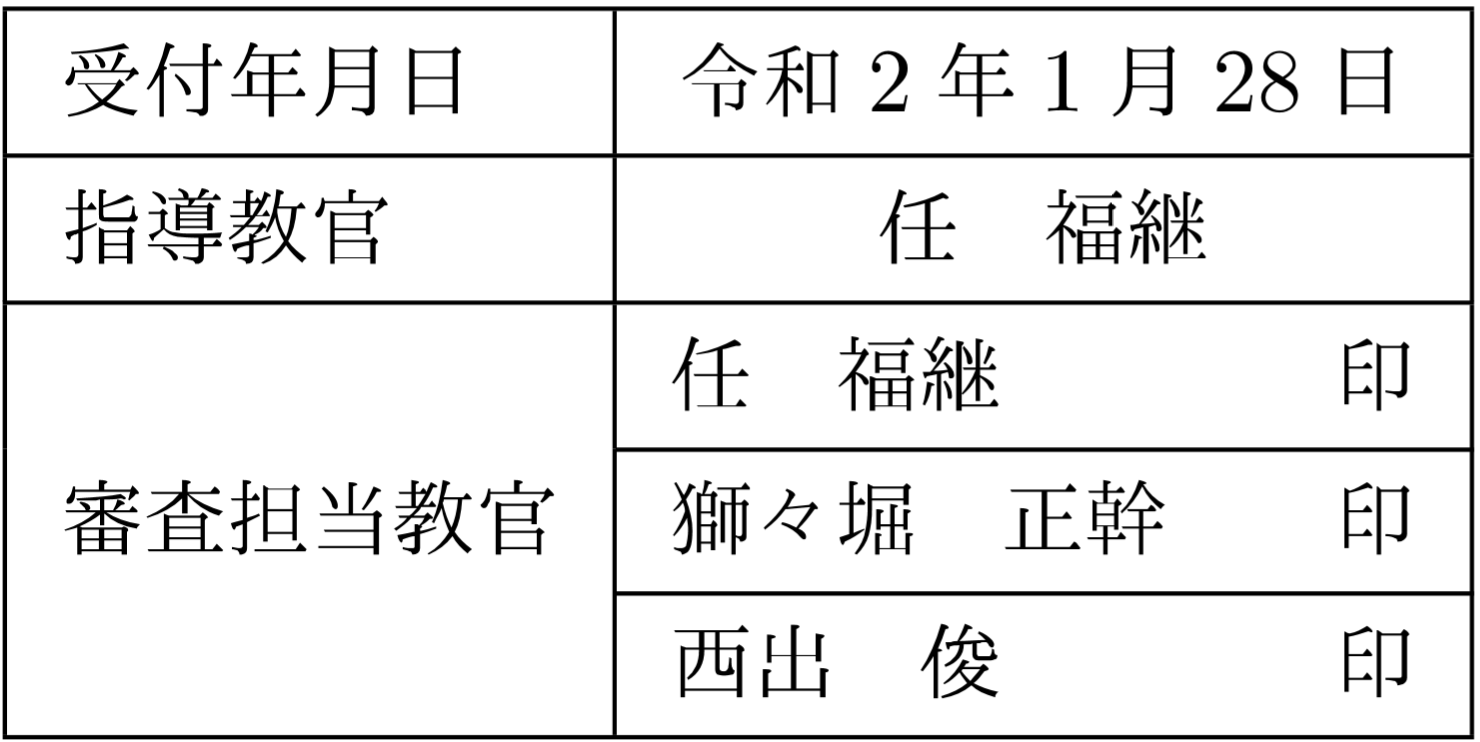 受付年月日 令和 2 年 1 月 28 日
指導教官 任　福継
任　福継 印
審査担当教官 獅々堀　正幹 印
西出　俊 印